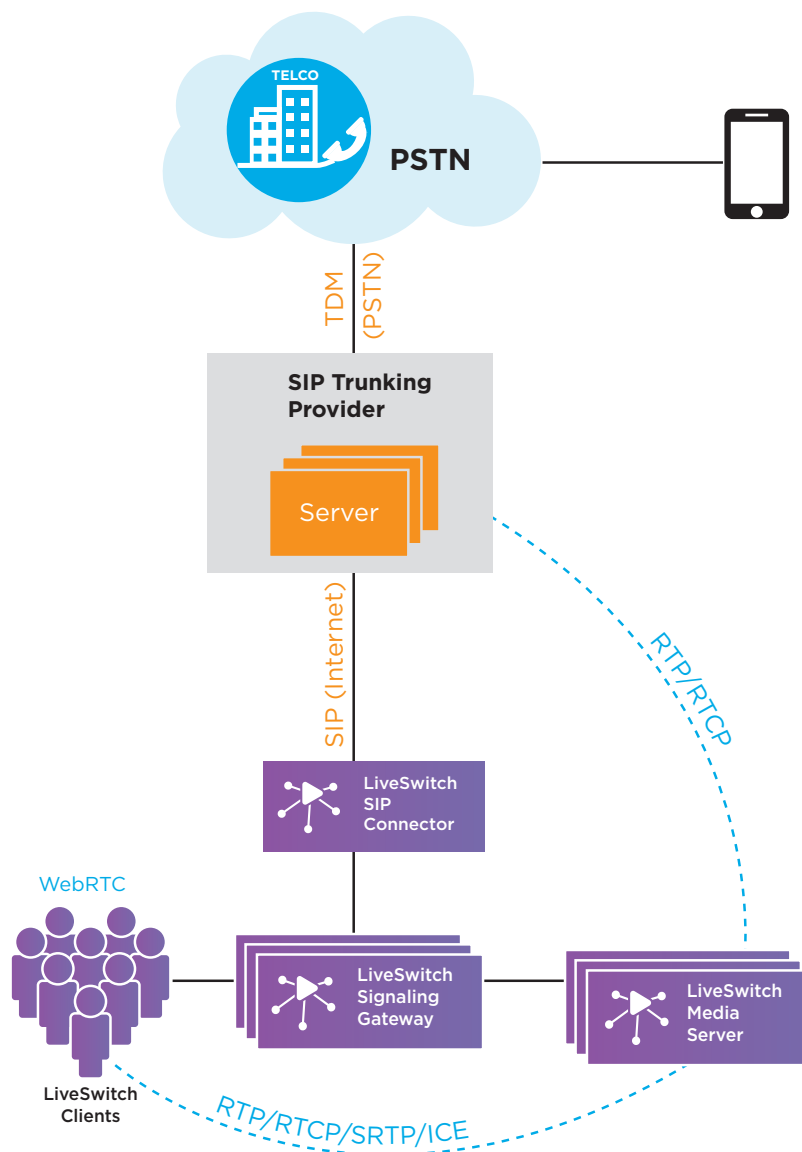 TELCO
PSTN
TDM
(PSTN)
SIP Trunking
Provider
Server
SIP (Internet)
RTP/RTCP
LiveSwitch
SIP
Connector
WebRTC
LiveSwitch
Signaling
Gateway
LiveSwitch
Media
Server
LiveSwitch
Clients
RTP/RTCP/SRTP/ICE